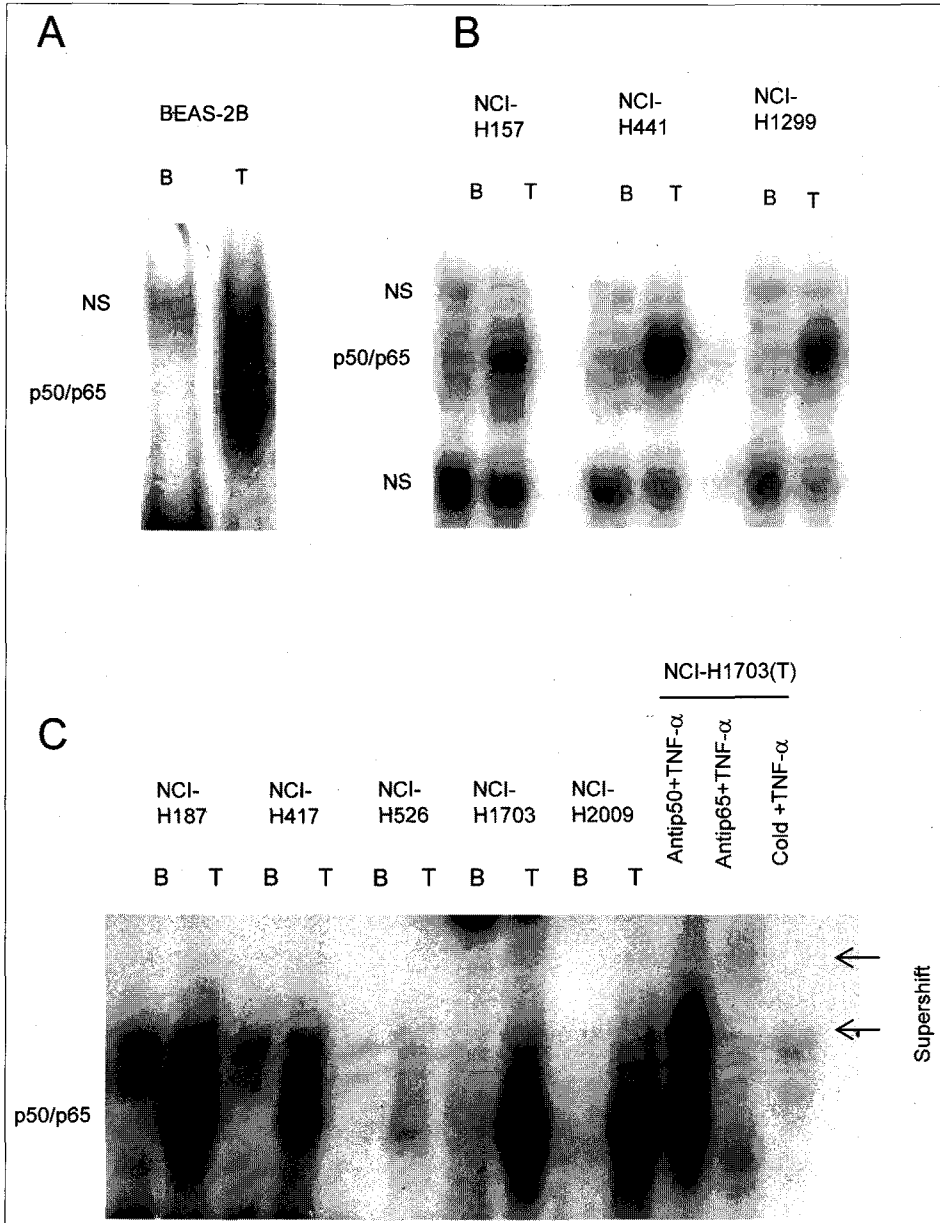 A
BEAS-2B
B T
NS
p50/p65
B
NCI-H157 NCI-H441 NCI-H1299
B T B T B T
NS
p50/p65
NS
C
NCI-H187 NCI-H417 NCI-H526 NCI-H1703 NCI-H2009
B T B T B T B T B T
NCI-H1703(T)
Antip50+TNF-α
Antip65+TNF-α
Cold +TNF-α
p50/p65
Supershift